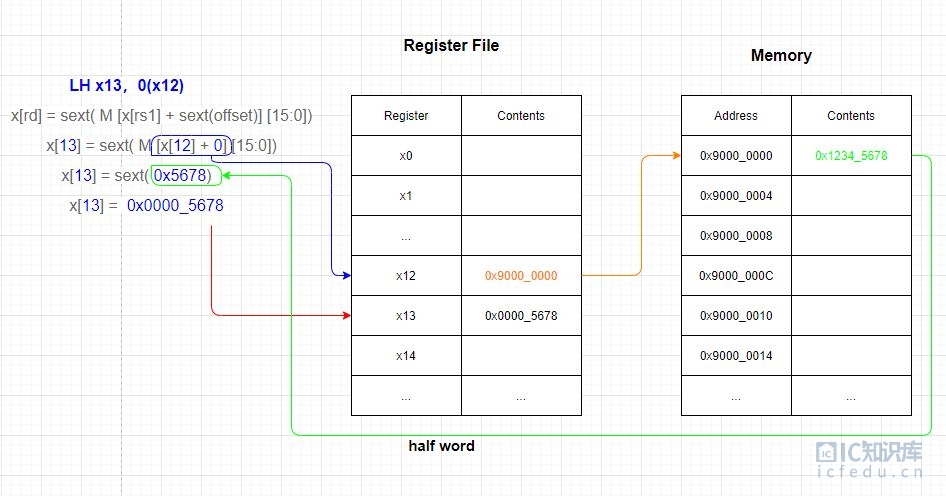 Register File
Memory
LH x13，0(x12)
x[rd] = sext( M [x[rs1] + sext(offset)] [15:0])
x[13] = sext( M [x[12] + 0] [15:0])
x[13] = sext( 0x5678)
x[13] = 0x0000_5678
Register Contents
x0
x1
...
x12 0x9000_0000
x13 0x0000_5678
x14
... ...
Address Contents
0x9000_0000 0x1234_5678
0x9000_0004
0x9000_0008
0x9000_000C
0x9000_0010
0x9000_0014
... ...
half word
IC IC知识库
icfedu.cn